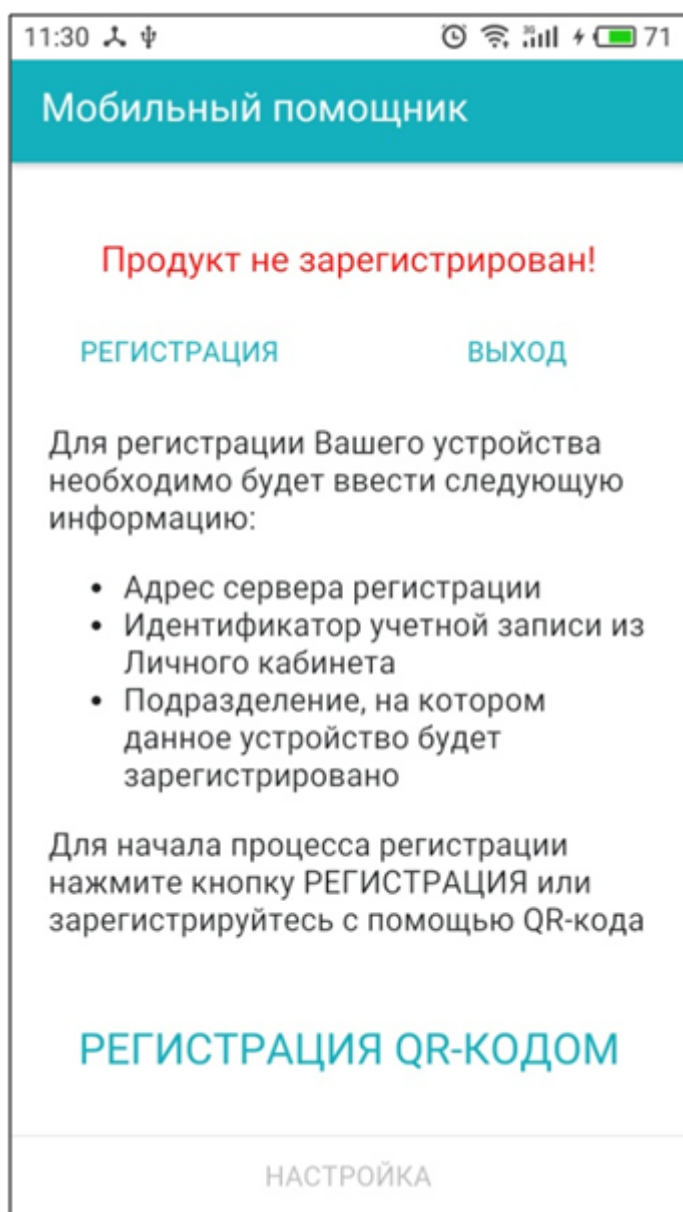 11:30 3G 71
Мобильный помощник
Продукт не зарегистрирован!
РЕГИСТРАЦИЯ ВЫХОД
Для регистрации Вашего устройства
необходимо будет ввести следующую
информацию:
• Адрес сервера регистрации
• Идентификатор учетной записи из
Личного кабинета
• Подразделение, на котором
данное устройство будет
зарегистрировано
Для начала процесса регистрации
нажмите кнопку РЕГИСТРАЦИЯ или
зарегистрируйтесь с помощью QR-кода
РЕГИСТРАЦИЯ QR-КОДОМ
НАСТРОЙКА